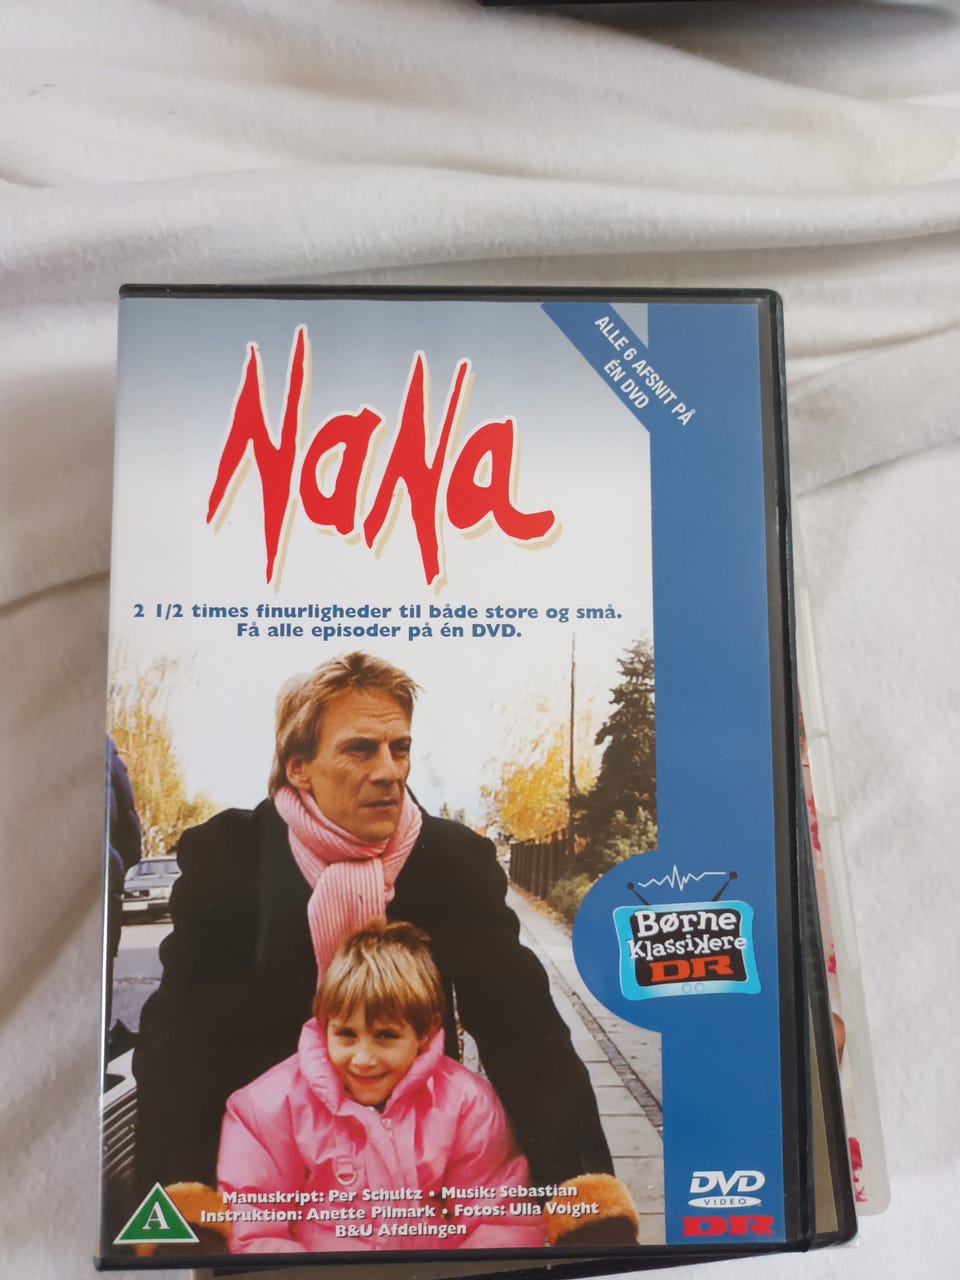 ALLE 6 AFSNIT PÅ
ÉN DVD
NaNa
2 1/2 times finurligheder til både store og små.
Få alle episoder på én DVD.
Børne
Klassikere
DR
Manuskript: Per Schultz • Musik: Sebastian
Instruktion: Anette Pilmark • Fotos: Ulla Voight
B&U Afdelingen
A
DVD
VIDEO
DR